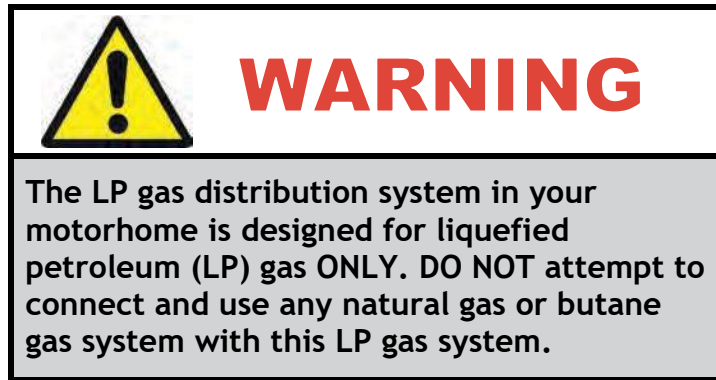 WARNING
The LP gas distribution system in your
motorhome is designed for liquefied
petroleum (LP) gas ONLY. DO NOT attempt to
connect and use any natural gas or butane
gas system with this LP gas system.